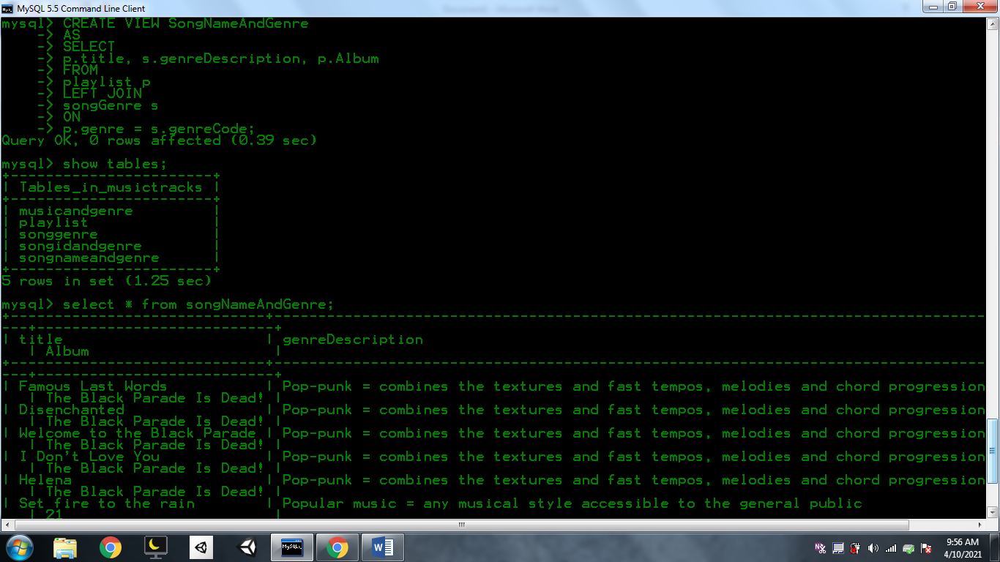 MySQL 5.5 Command Line Client
mysql> CREATE VIEW SongNameAndGenre
    -> AS
    -> SELECT
    -> p.title, s.genreDescription, p.Album
    -> FROM
    -> playlist p
    -> LEFT JOIN
    -> songGenre s
    -> ON
    -> p.genre = s.genreCode;
Query OK, 0 rows affected (0.39 sec)
mysql> show tables;
+------------------------+
| Tables_in_musictracks |
+------------------------+
| musicandgenre |
| playlist |
| songgenre |
| songidandgenre |
| songnameandgenre |
+------------------------+
5 rows in set (1.25 sec)
mysql> select * from songNameAndGenre;
| title | genreDescription
| Album |
| Famous Last Words | Pop-punk = combines the textures and fast tempos, melodies and chord progression
| The Black Parade Is Dead! |
| Disenchanted | Pop-punk = combines the textures and fast tempos, melodies and chord progression
| The Black Parade Is Dead! |
| Welcome to the Black Parade | Pop-punk = combines the textures and fast tempos, melodies and chord progression
| The Black Parade Is Dead! |
| I Don't Love You | Pop-punk = combines the textures and fast tempos, melodies and chord progression
| The Black Parade Is Dead! |
| Helena | Pop-punk = combines the textures and fast tempos, melodies and chord progression
| The Black Parade Is Dead! |
| Set fire to the rain | Popular music = any musical style accessible to the general public
| 21 |
MySQL
9:56 AM
4/10/2021